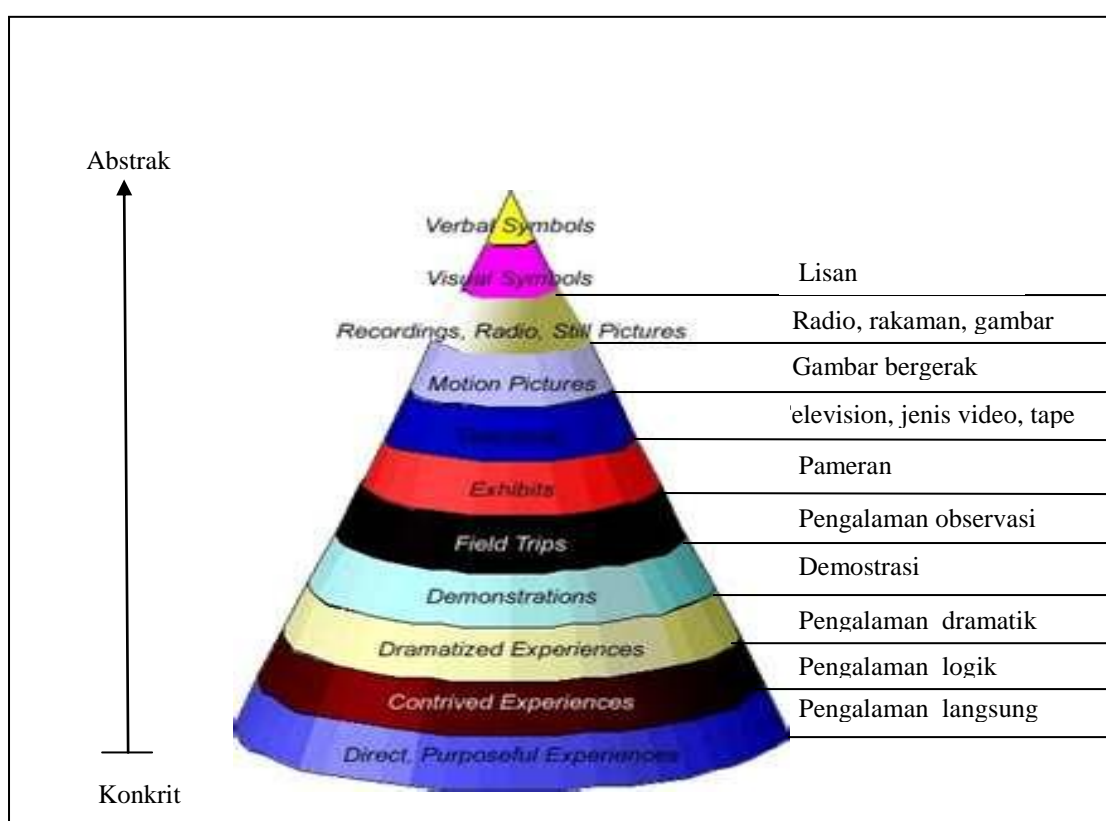 Abstrak
Verbal Symbols
Visual Symbols
Lisan
Recordings, Radio, Still Pictures
Radio, rakaman, gambar
Motion Pictures
Gambar bergerak
elevision, jenis video, tape
Exhibits
Pameran
Field Trips
Pengalaman observasi
Demonstrations
Demostrasi
Dramatized Experiences
Pengalaman dramatik
Contrived Experiences
Pengalaman logik
Direct, Purposeful Experiences
Pengalaman langsung
Konkrit